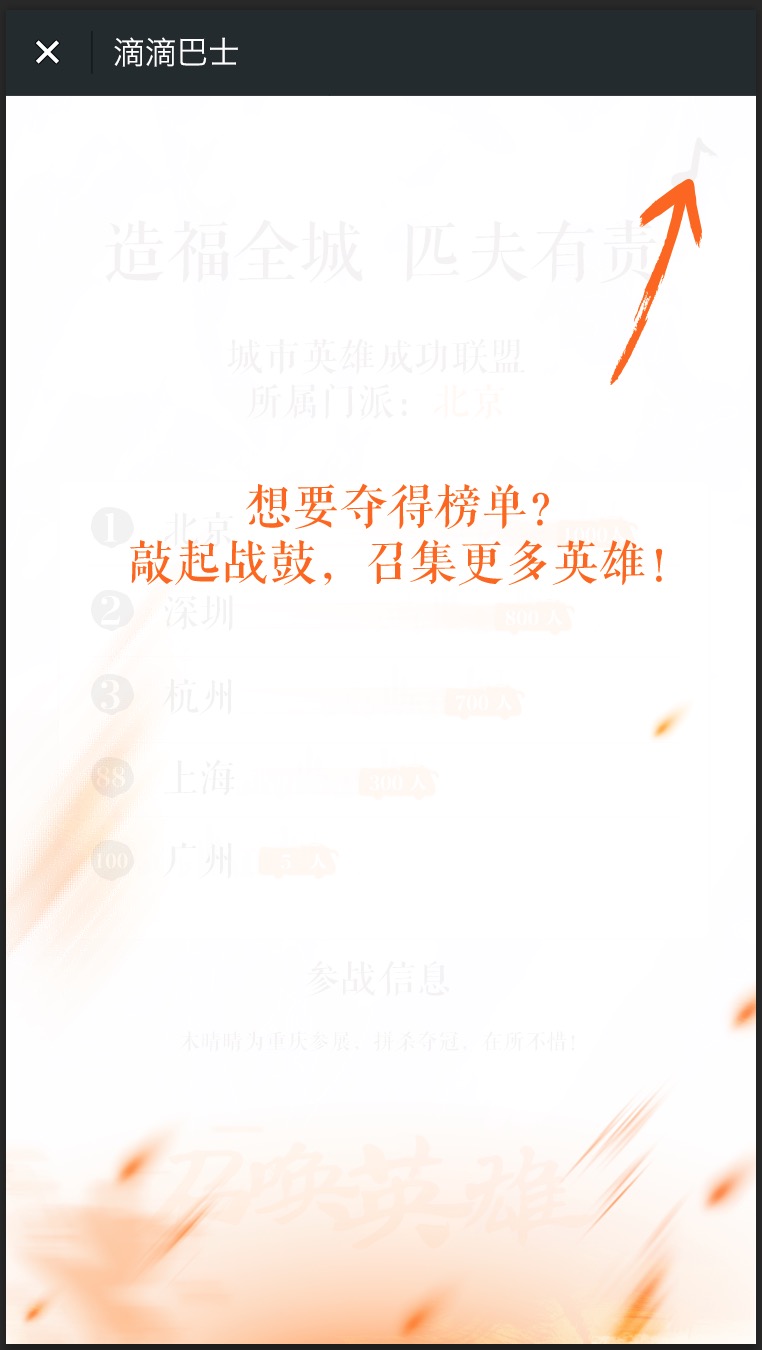 滴滴巴士
造福全城 匹夫有责
城市英雄成功联盟
所属门派：北京
想要夺得榜单？
1 北京
敲起战鼓，召集更多英雄！
2 深圳 800人
3 杭州 700人
88 上海 300人
100 广州
参战信息
木晴晴为重庆参展、拼杀夺冠，在所不惜！
召唤英雄